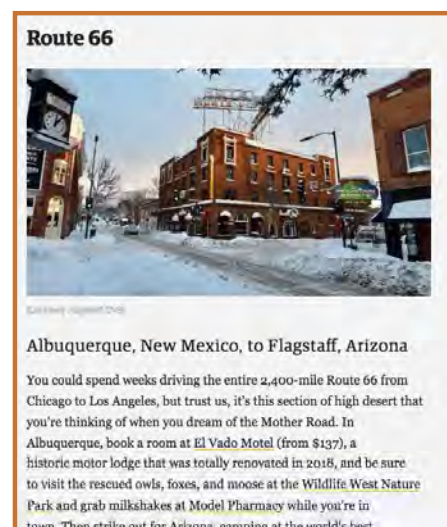 Route 66
Albuquerque, New Mexico, to Flagstaff, Arizona
You could spend weeks driving the entire 2,400-mile Route 66 from
Chicago to Los Angeles, but trust us, it's this section of high desert that
you're thinking of when you dream of the Mother Road. In
Albuquerque, book a room at El Vado Motel (from $137), a
historic motor lodge that was totally renovated in 2018, and be sure
to visit the rescued owls, foxes, and moose at the Wildlife West Nature
Park and grab milkshakes at Model Pharmacy while you're in
town. Then strike out for Arizona, camping at the world's best